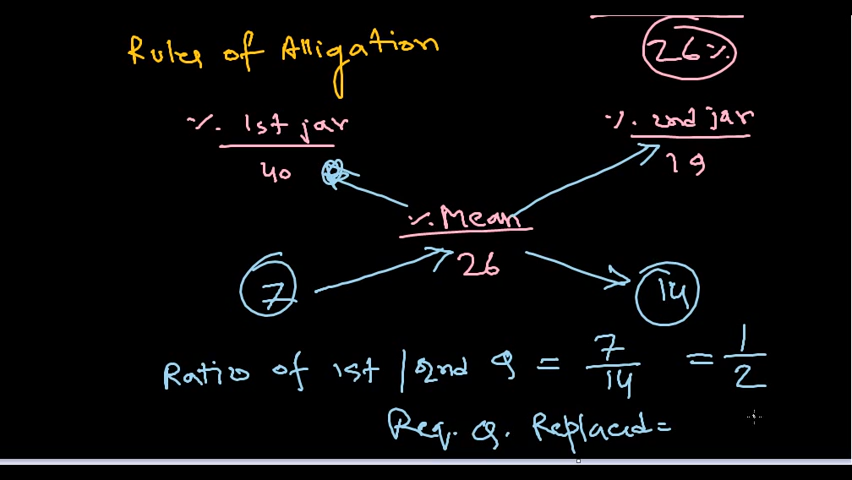 26%
Rules of Alligation
% 1st jar
% 2nd jar
40
19
% Mean
26
7
14
Ratio of 1st / 2nd Q = 7/14 = 1/2
Req. Q. Replaced =